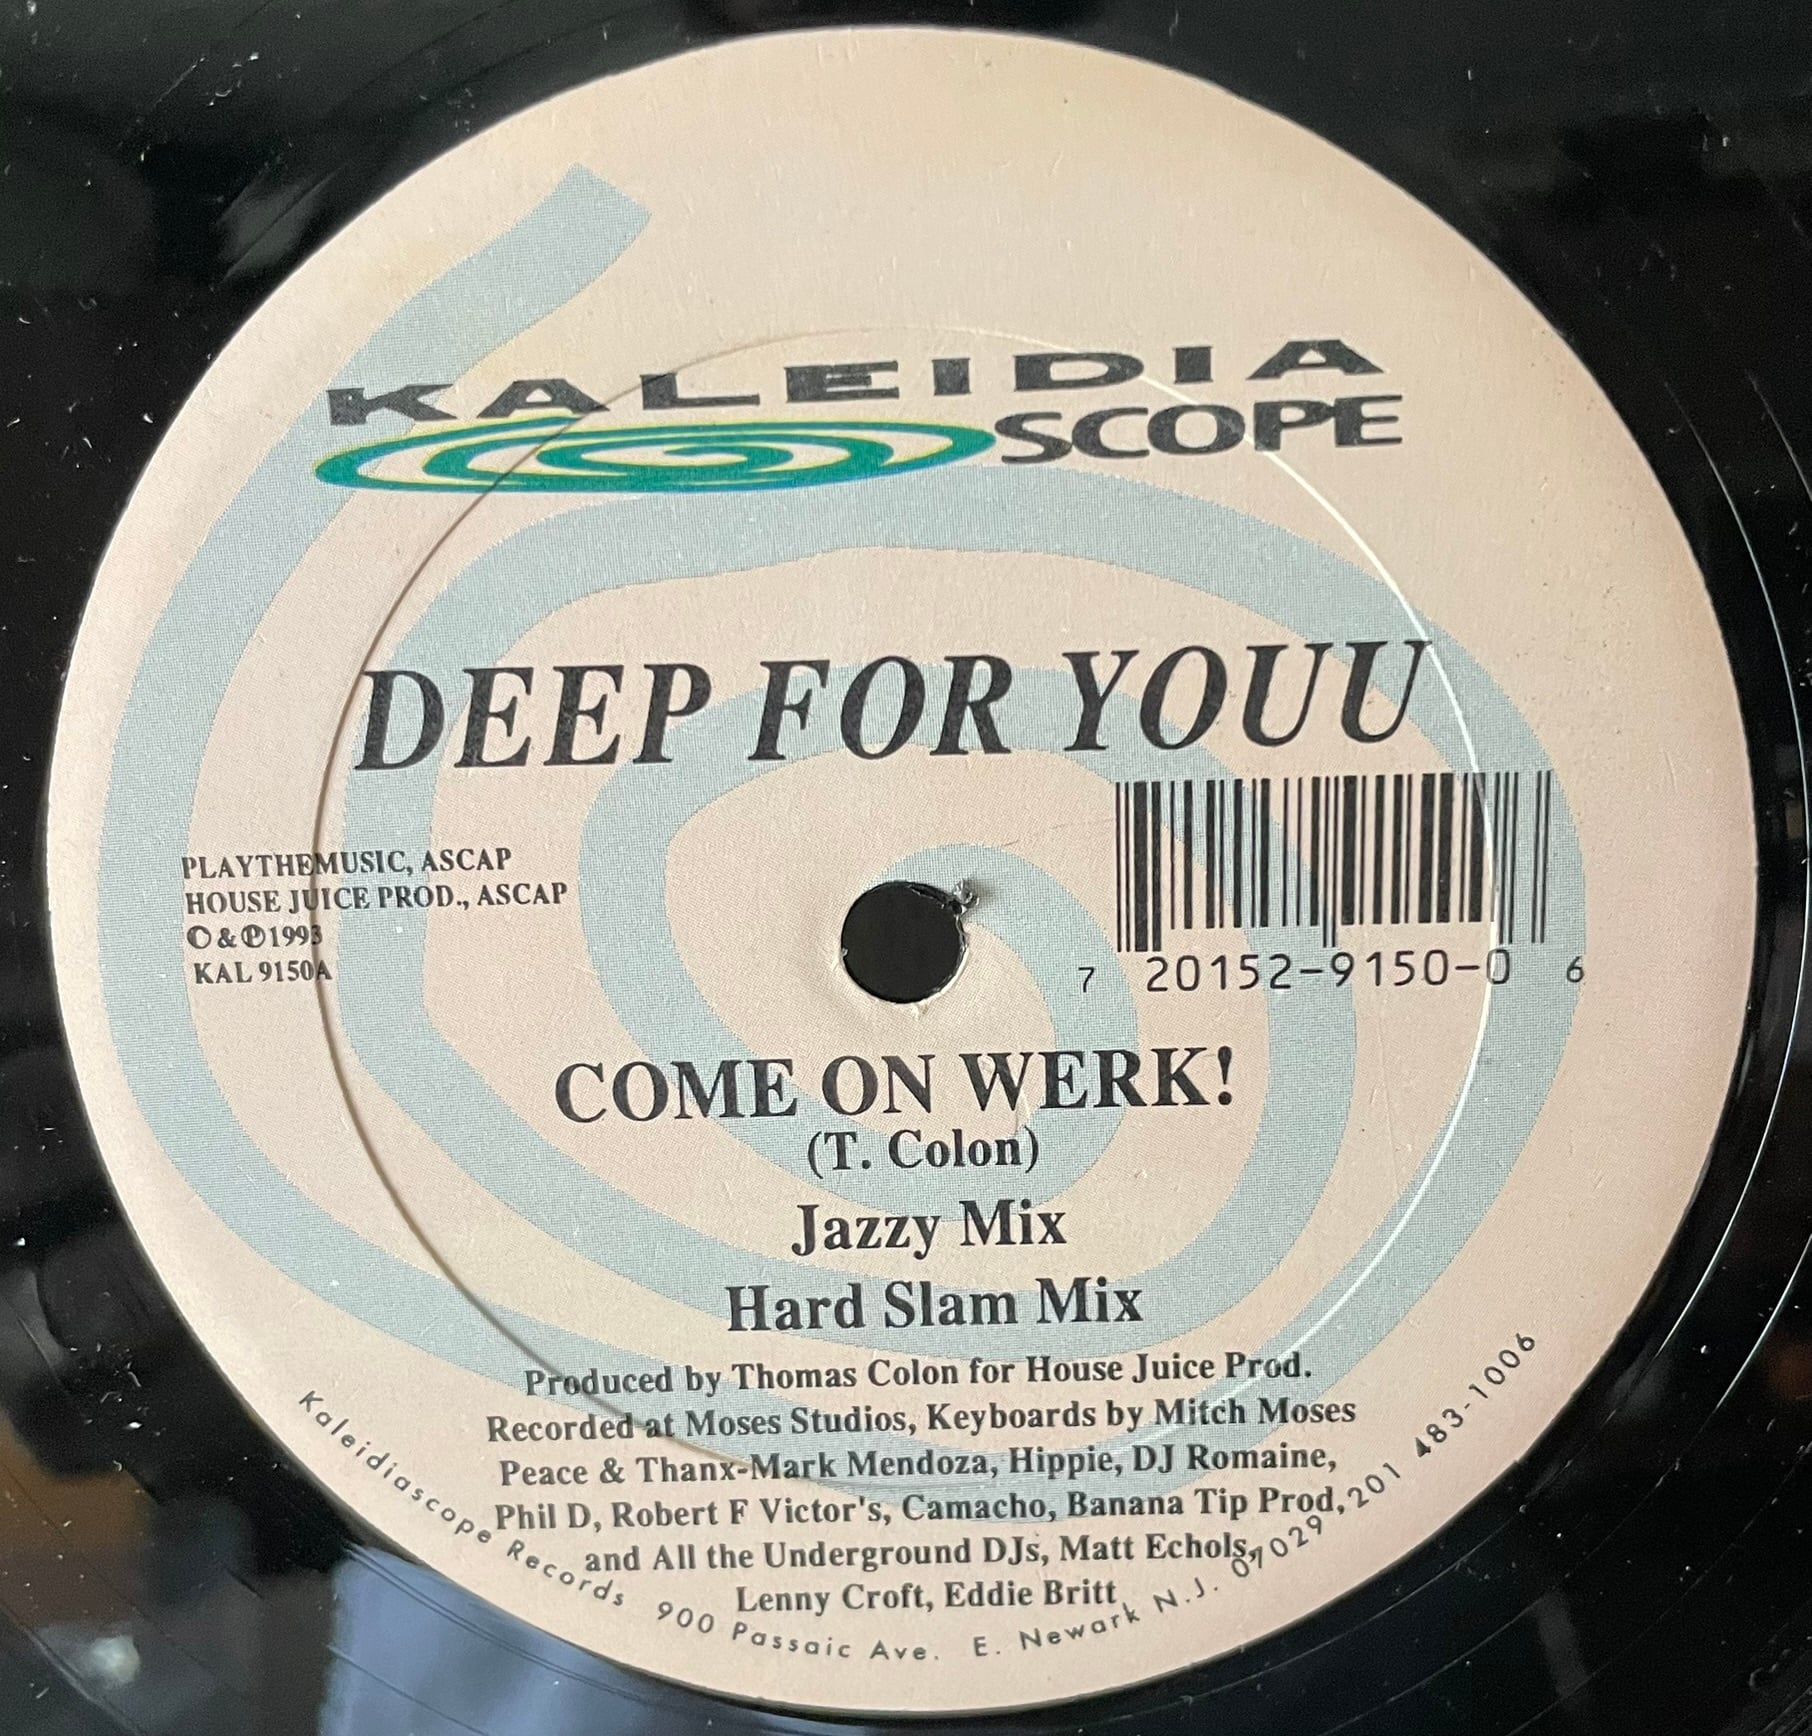 KALEIDIA
SCOPE
DEEP FOR YOUU
PLAYTHEMUSIC, ASCAP
HOUSE JUICE PROD., ASCAP
© & ℗ 1993
KAL 9150A
7 20152-9150-0 6
COME ON WERK!
(T. Colon)
Jazzy Mix
Hard Slam Mix
Produced by Thomas Colon for House Juice Prod.
Recorded at Moses Studios, Keyboards by Mitch Moses
Peace & Thanx-Mark Mendoza, Hippie, DJ Romaine,
Phil D, Robert F Victor's, Camacho, Banana Tip Prod,
and All the Underground DJs, Matt Echols,
Lenny Croft, Eddie Britt
Kaleidiascope Records 900 Passaic Ave. E. Newark N.J. 07029 201 483-1006